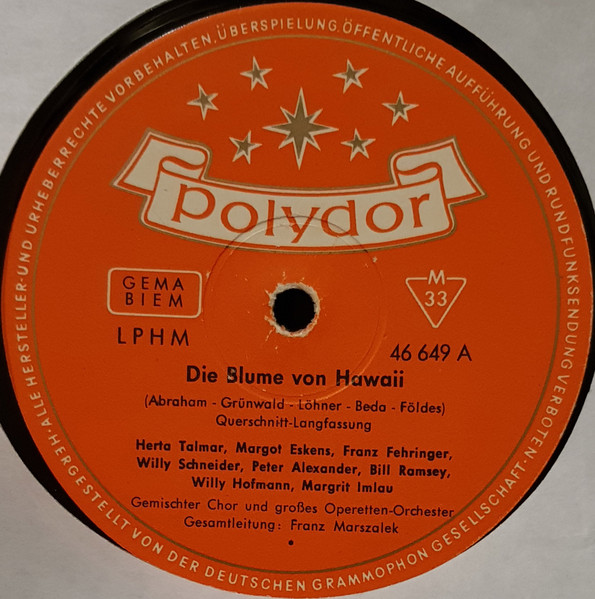 ·ALLE HERSTELLER-UND URHEBERRECHTE VORBEHALTEN, ÜBERSPIELUNG, ÖFFENTLICHE AUFFÜHRUNG UND RUNDFUNKSENDUNG VERBOTEN·
HERGESTELLT VON DER DEUTSCHEN GRAMMOPHON GESELLSCHAFT
polydor
GEMA
BIEM
M
33
LPHM
46 649 A
Die Blume von Hawaii
(Abraham - Grünwald - Löhner - Beda - Földes)
Querschnitt-Langfassung
Herta Talmar, Margot Eskens, Franz Fehringer,
Willy Schneider, Peter Alexander, Bill Ramsey,
Willy Hofmann, Margrit Imlau
Gemischter Chor und großes Operetten-Orchester
Gesamtleitung: Franz Marszalek